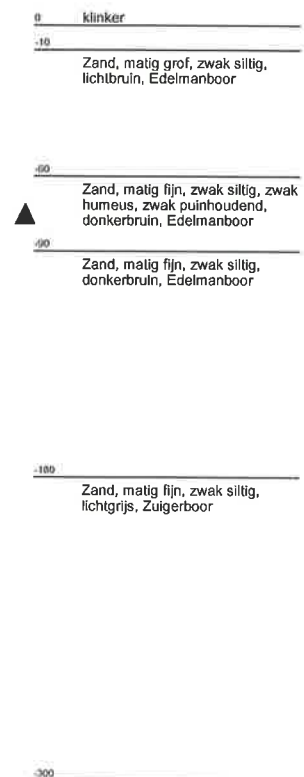 0 klinker
-10
Zand, matig grof, zwak siltig,
lichtbruin, Edelmanboor
-60
Zand, matig fijn, zwak siltig, zwak
humeus, zwak puinhoudend,
donkerbruin, Edelmanboor
-90
Zand, matig fijn, zwak siltig,
donkerbruin, Edelmanboor
-180
Zand, matig fijn, zwak siltig,
lichtgrijs, Zuigerboor
-300